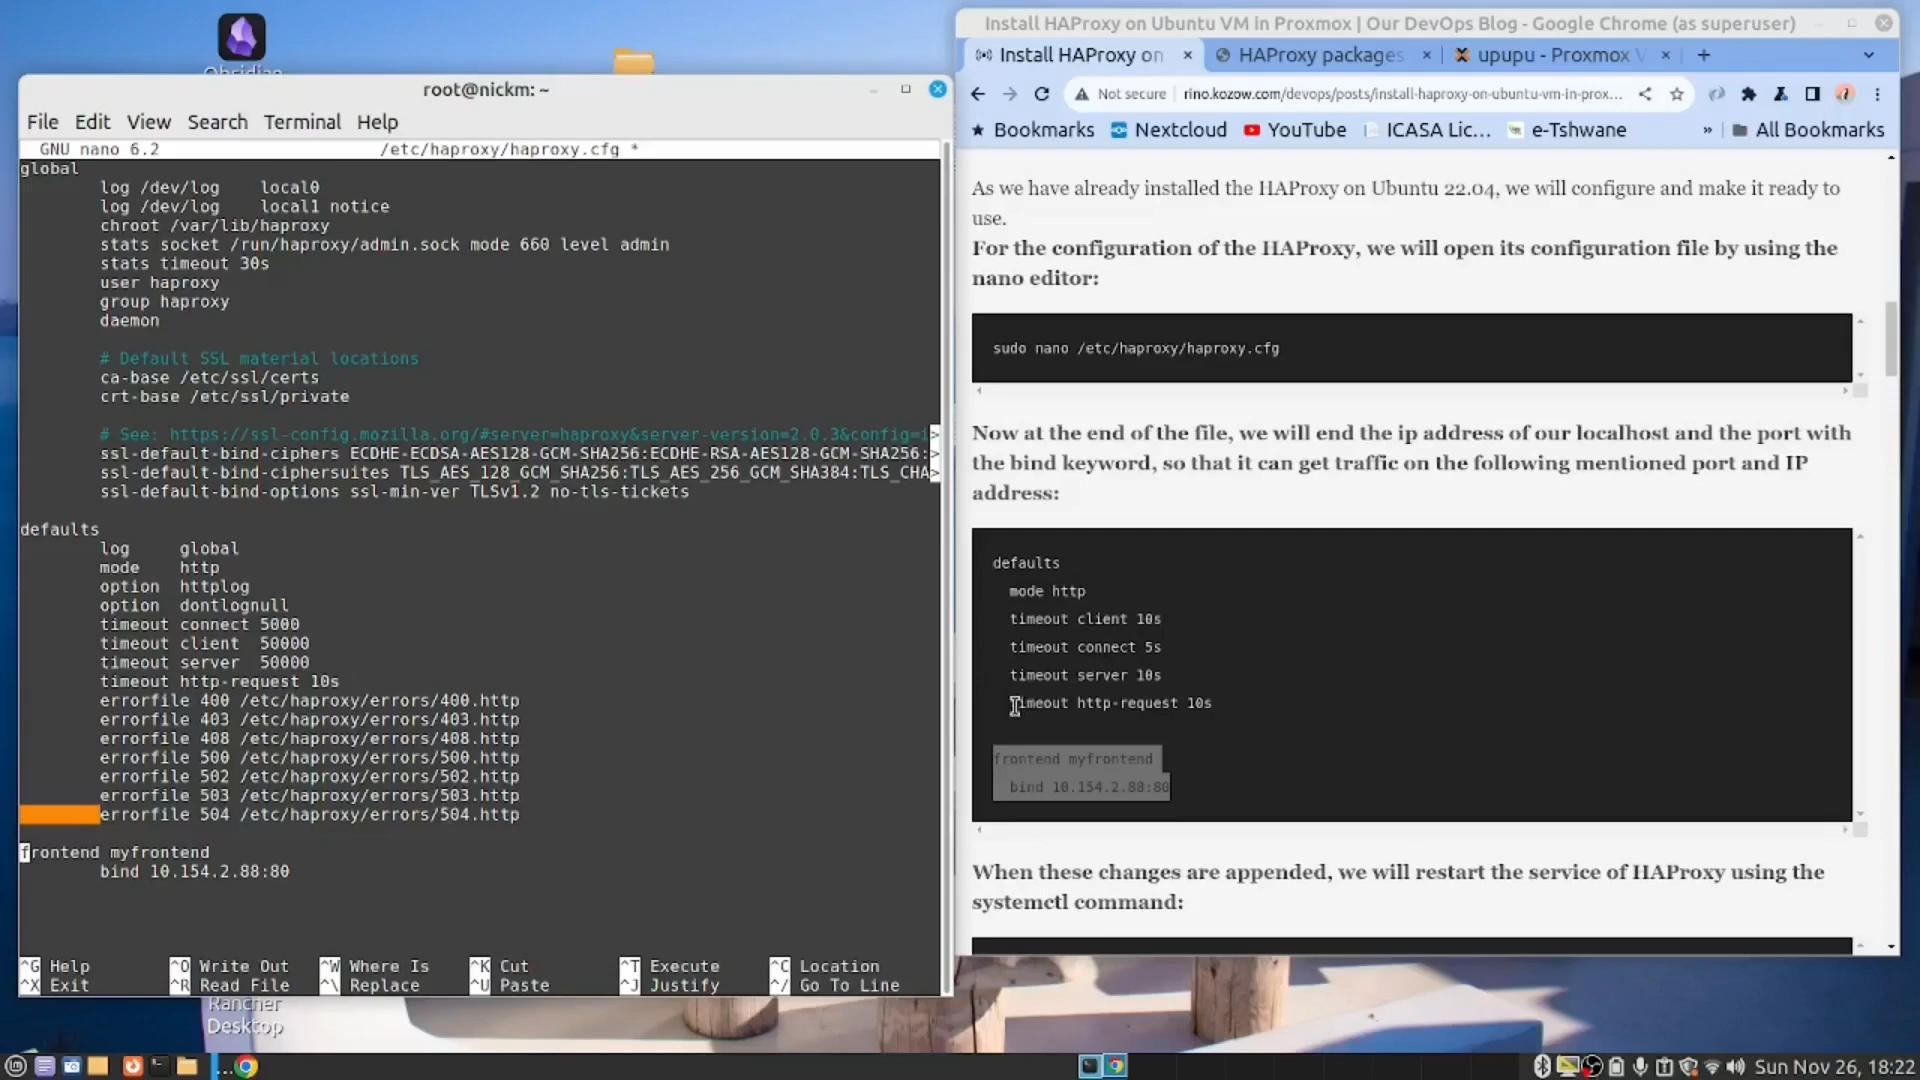 Obsidian
root@nickm: ~
File Edit View Search Terminal Help
GNU nano 6.2 /etc/haproxy/haproxy.cfg *
global
log /dev/log local0
log /dev/log local1 notice
chroot /var/lib/haproxy
stats socket /run/haproxy/admin.sock mode 660 level admin
stats timeout 30s
user haproxy
group haproxy
daemon
# Default SSL material locations
ca-base /etc/ssl/certs
crt-base /etc/ssl/private
# See: https://ssl-config.mozilla.org/#server=haproxy&server-version=2.0.3&config=i>
ssl-default-bind-ciphers ECDHE-ECDSA-AES128-GCM-SHA256:ECDHE-RSA-AES128-GCM-SHA256:>
ssl-default-bind-ciphersuites TLS_AES_128_GCM_SHA256:TLS_AES_256_GCM_SHA384:TLS_CHA>
ssl-default-bind-options ssl-min-ver TLSv1.2 no-tls-tickets
defaults
log global
mode http
option httplog
option dontlognull
timeout connect 5000
timeout client 50000
timeout server 50000
timeout http-request 10s
errorfile 400 /etc/haproxy/errors/400.http
errorfile 403 /etc/haproxy/errors/403.http
errorfile 408 /etc/haproxy/errors/408.http
errorfile 500 /etc/haproxy/errors/500.http
errorfile 502 /etc/haproxy/errors/502.http
errorfile 503 /etc/haproxy/errors/503.http
errorfile 504 /etc/haproxy/errors/504.http
frontend myfrontend
bind 10.154.2.88:80
^G Help ^O Write Out ^W Where Is ^K Cut ^T Execute ^C Location
^X Exit ^R Read File ^\ Replace ^U Paste ^J Justify ^/ Go To Line
Rancher
Desktop
Install HAProxy on Ubuntu VM in Proxmox | Our DevOps Blog - Google Chrome (as superuser)
Install HAProxy on
HAProxy packages
upupu - Proxmox V
Not secure rino.kozow.com/devops/posts/install-haproxy-on-ubuntu-vm-in-prox...
Bookmarks Nextcloud YouTube ICASA Lic... e-Tshwane » All Bookmarks
As we have already installed the HAProxy on Ubuntu 22.04, we will configure and make it ready to
use.
For the configuration of the HAProxy, we will open its configuration file by using the
nano editor:
sudo nano /etc/haproxy/haproxy.cfg
Now at the end of the file, we will end the ip address of our localhost and the port with
the bind keyword, so that it can get traffic on the following mentioned port and IP
address:
defaults
mode http
timeout client 10s
timeout connect 5s
timeout server 10s
timeout http-request 10s
frontend myfrontend
bind 10.154.2.88:80
When these changes are appended, we will restart the service of HAProxy using the
systemctl command:
... Sun Nov 26, 18:22